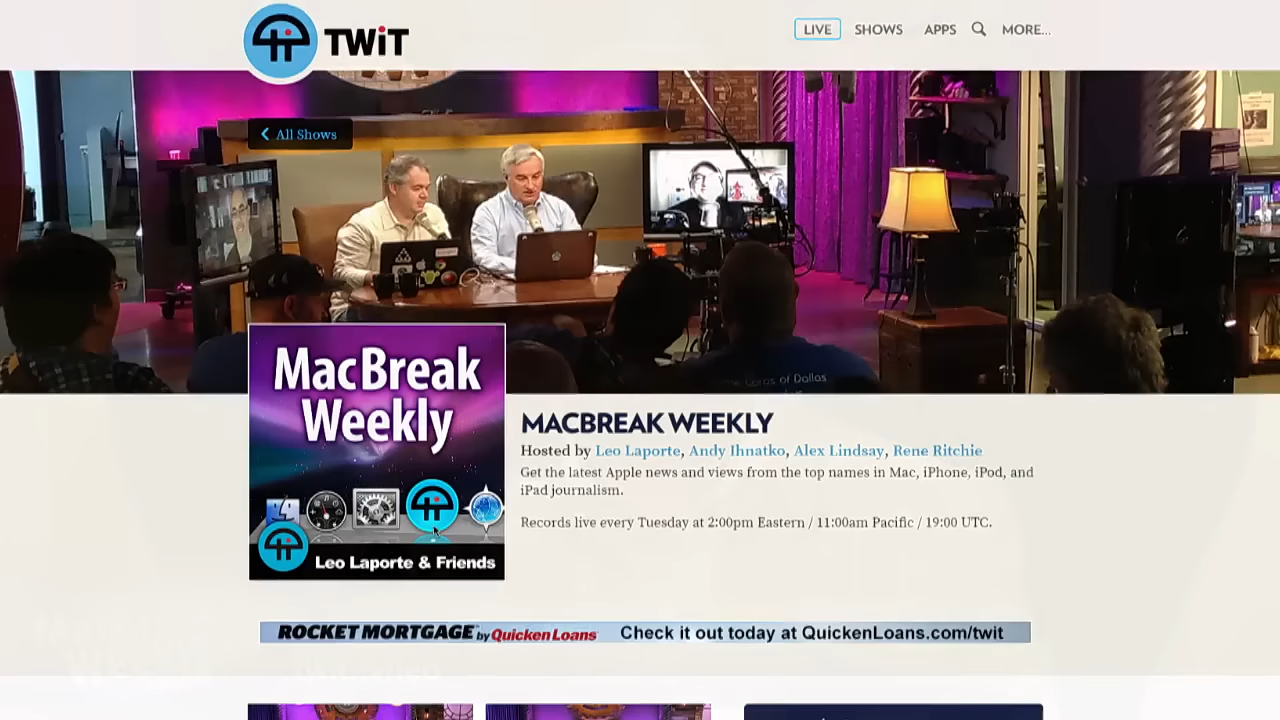 TWiT
LIVE
SHOWS
APPS
MORE...
All Shows
MacBreak
Weekly
Leo Laporte & Friends
MACBREAK WEEKLY
Hosted by Leo Laporte, Andy Ihnatko, Alex Lindsay, Rene Ritchie
Get the latest Apple news and views from the top names in Mac, iPhone, iPod, and
iPad journalism.
Records live every Tuesday at 2:00pm Eastern / 11:00am Pacific / 19:00 UTC.
ROCKET MORTGAGE by Quicken Loans Check it out today at QuickenLoans.com/twit